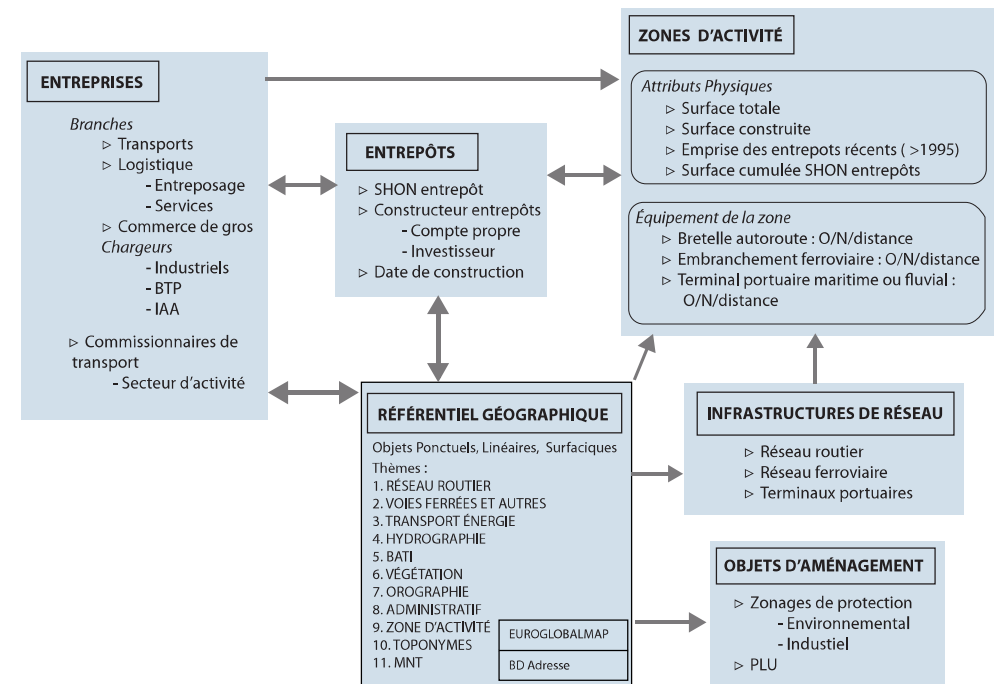 ENTREPRISES
Branches
▹ Transports
▹ Logistique
- Entreposage
- Services
▹ Commerce de gros
Chargeurs
- Industriels
- BTP
- IAA
▹ Commissionnaires de
transport
- Secteur d'activité
ENTREPÔTS
▹ SHON entrepôt
▹ Constructeur entrepôts
- Compte propre
- Investisseur
▹ Date de construction
ZONES D'ACTIVITÉ
Attributs Physiques
▹ Surface totale
▹ Surface construite
▹ Emprise des entrepots récents ( >1995)
▹ Surface cumulée SHON entrepôts
Équipement de la zone
▹ Bretelle autoroute : O/N/distance
▹ Embranchement ferroviaire : O/N/distance
▹ Terminal portuaire maritime ou fluvial :
O/N/distance
RÉFÉRENTIEL GÉOGRAPHIQUE
Objets Ponctuels, Linéaires, Surfaciques
Thèmes :
1. RÉSEAU ROUTIER
2. VOIES FERRÉES ET AUTRES
3. TRANSPORT ÉNERGIE
4. HYDROGRAPHIE
5. BATI
6. VÉGÉTATION
7. OROGRAPHIE
8. ADMINISTRATIF
9. ZONE D'ACTIVITÉ
10. TOPONYMES
11. MNT
EUROGLOBALMAP
BD Adresse
INFRASTRUCTURES DE RÉSEAU
▹ Réseau routier
▹ Réseau ferroviaire
▹ Terminaux portuaires
OBJETS D'AMÉNAGEMENT
▹ Zonages de protection
- Environnemental
- Industiel
▹ PLU